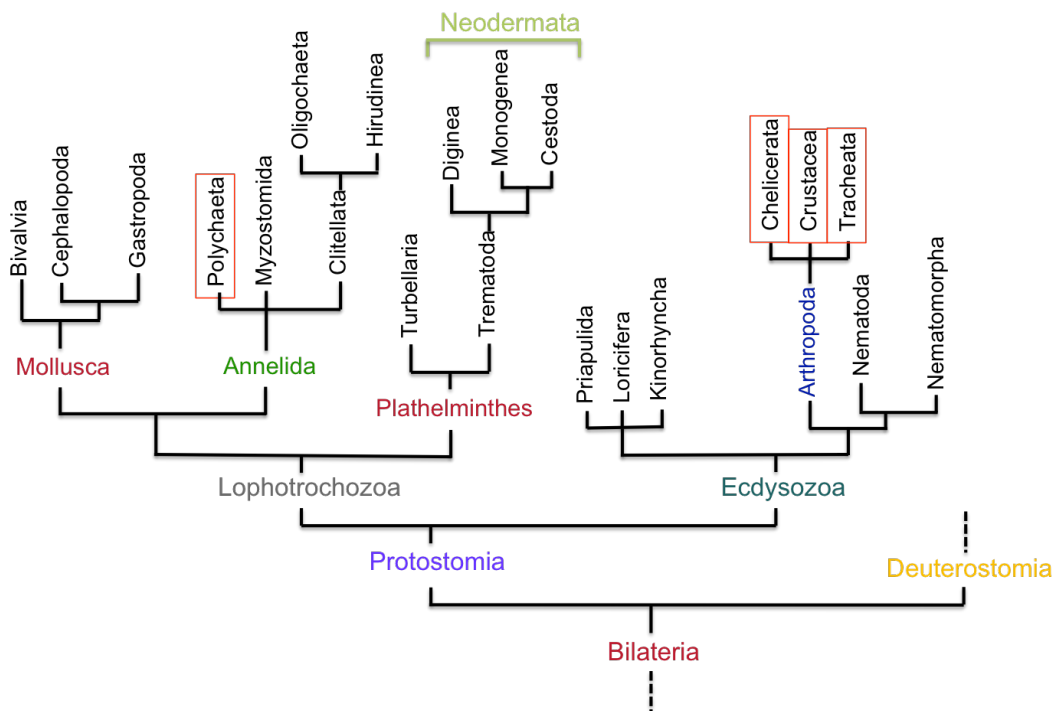 Neodermata
Oligochaeta
Hirudinea
Diginea
Monogenea
Cestoda
Bivalvia
Cephalopoda
Gastropoda
Polychaeta
Myzostomida
Clitellata
Turbellaria
Trematoda
Chelicerata
Crustacea
Tracheata
Priapulida
Loricifera
Kinorhyncha
Arthropoda
Nematoda
Nematomorpha
Mollusca
Annelida
Plathelminthes
Lophotrochozoa
Ecdysozoa
Protostomia
Deuterostomia
Bilateria